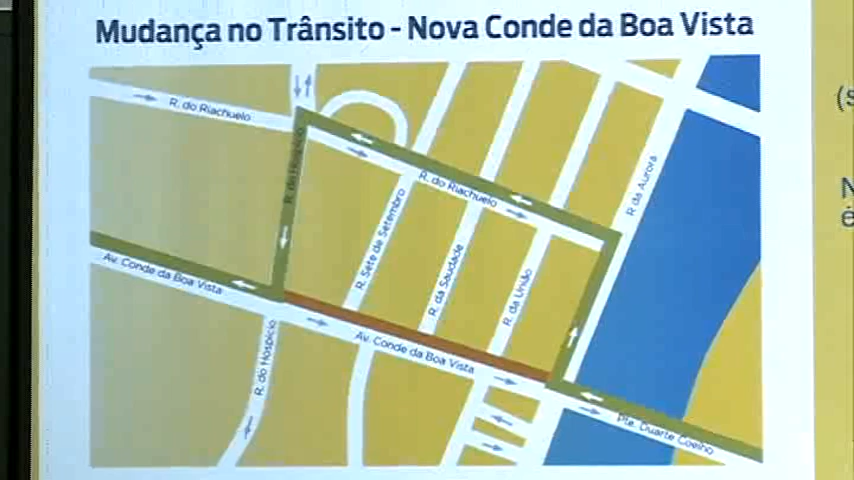 Mudança no Trânsito - Nova Conde da Boa Vista
R. do Riachuelo
R. do Hospício
R. do Riachuelo
R. da Aurora
R. Sete de Setembro
R. da Saudade
R. da União
Av. Conde da Boa Vista
Av. Conde da Boa Vista
R. do Hospício
Pte. Duarte Coelho
(s
N
é